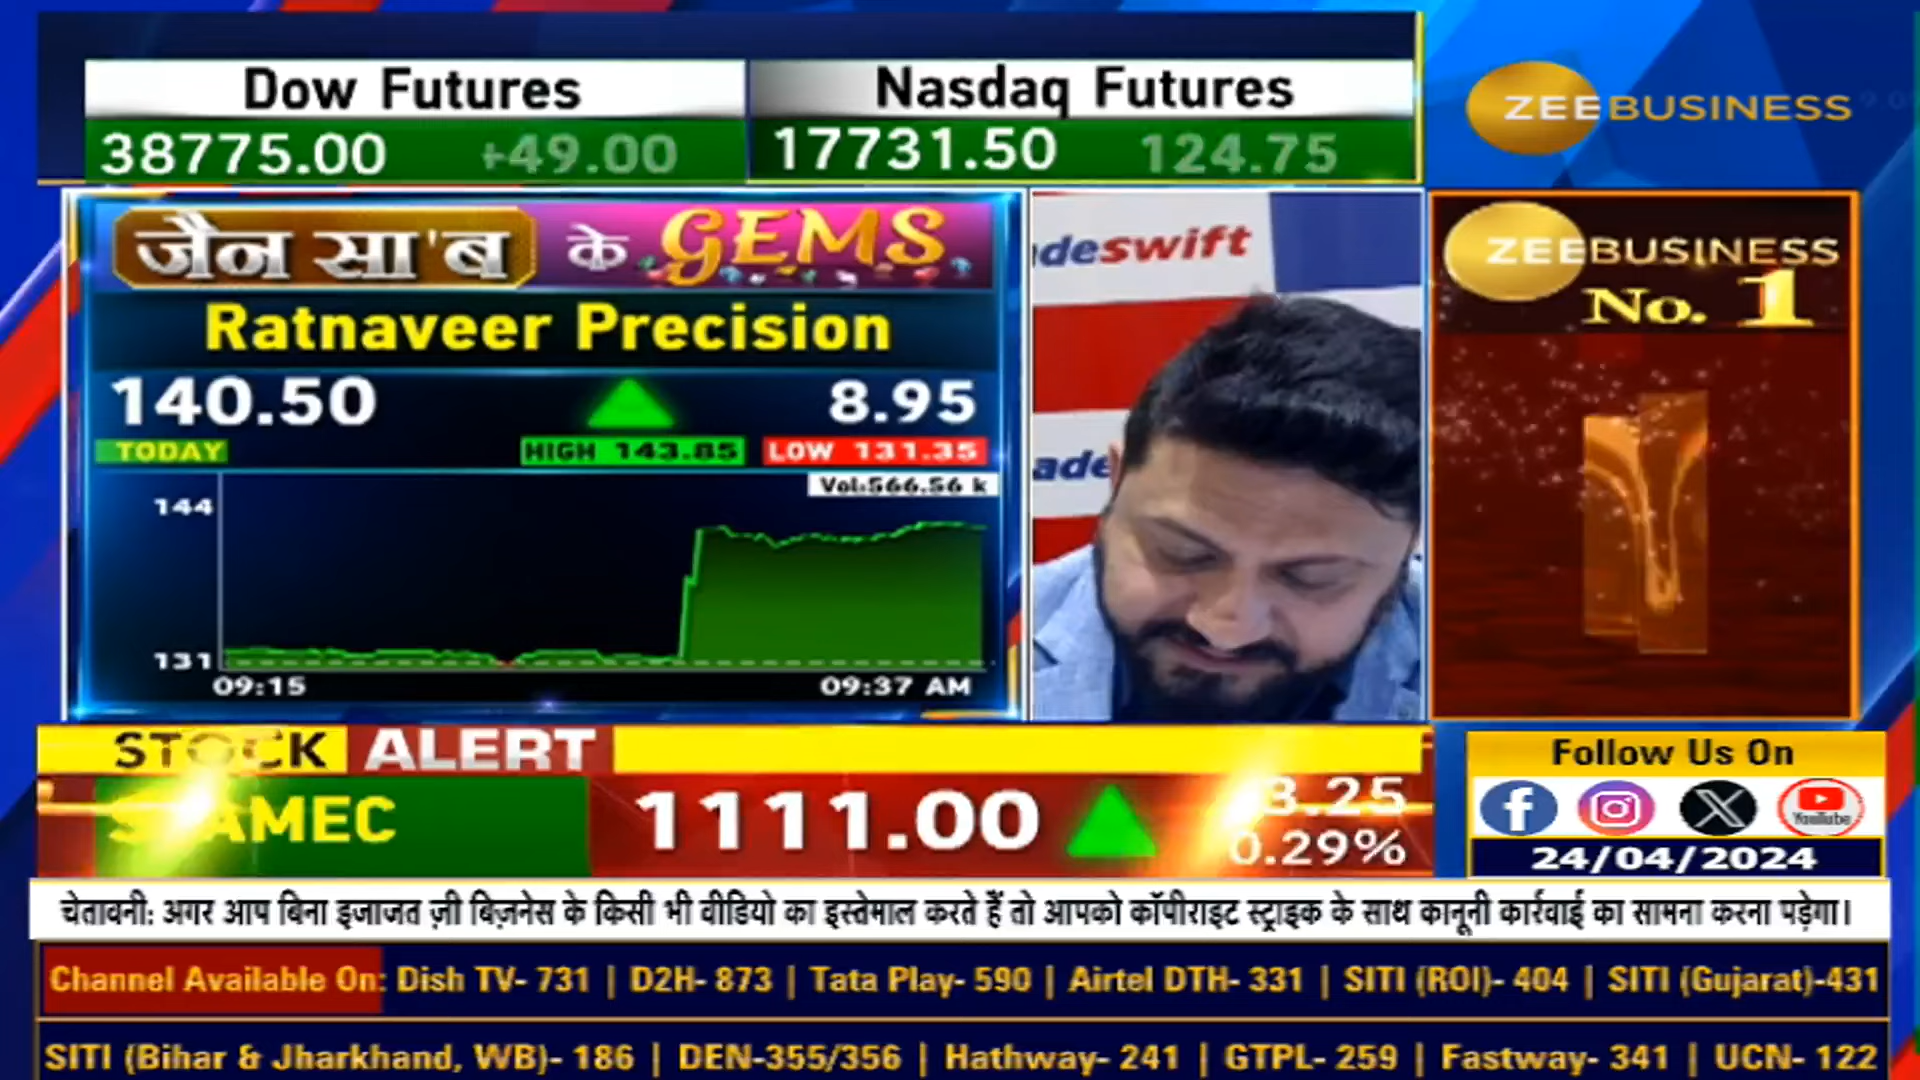 Dow Futures
38775.00 +49.00
Nasdaq Futures
17731.50 124.75
ZEEBUSINESS
जैन सा'ब के GEMS
Ratnaveer Precision
140.50 8.95
TODAY HIGH 143.85 LOW 131.35
Vol:566.56 k
144
131
09:15 09:37 AM
deswift
ade
ZEEBUSINESS
No. 1
STOCK ALERT
AMEC 1111.00 3.25
0.29%
Follow Us On
YouTube
24/04/2024
चेतावनी: अगर आप बिना इजाजत ज़ी बिज़नेस के किसी भी वीडियो का इस्तेमाल करते हैं तो आपको कॉपीराइट स्ट्राइक के साथ कानूनी कार्रवाई का सामना करना पड़ेगा।
Channel Available On: Dish TV- 731 | D2H- 873 | Tata Play- 590 | Airtel DTH- 331 | SITI (ROI)- 404 | SITI (Gujarat)-431
SITI (Bihar & Jharkhand, WB)- 186 | DEN-355/356 | Hathway- 241 | GTPL- 259 | Fastway- 341 | UCN- 122